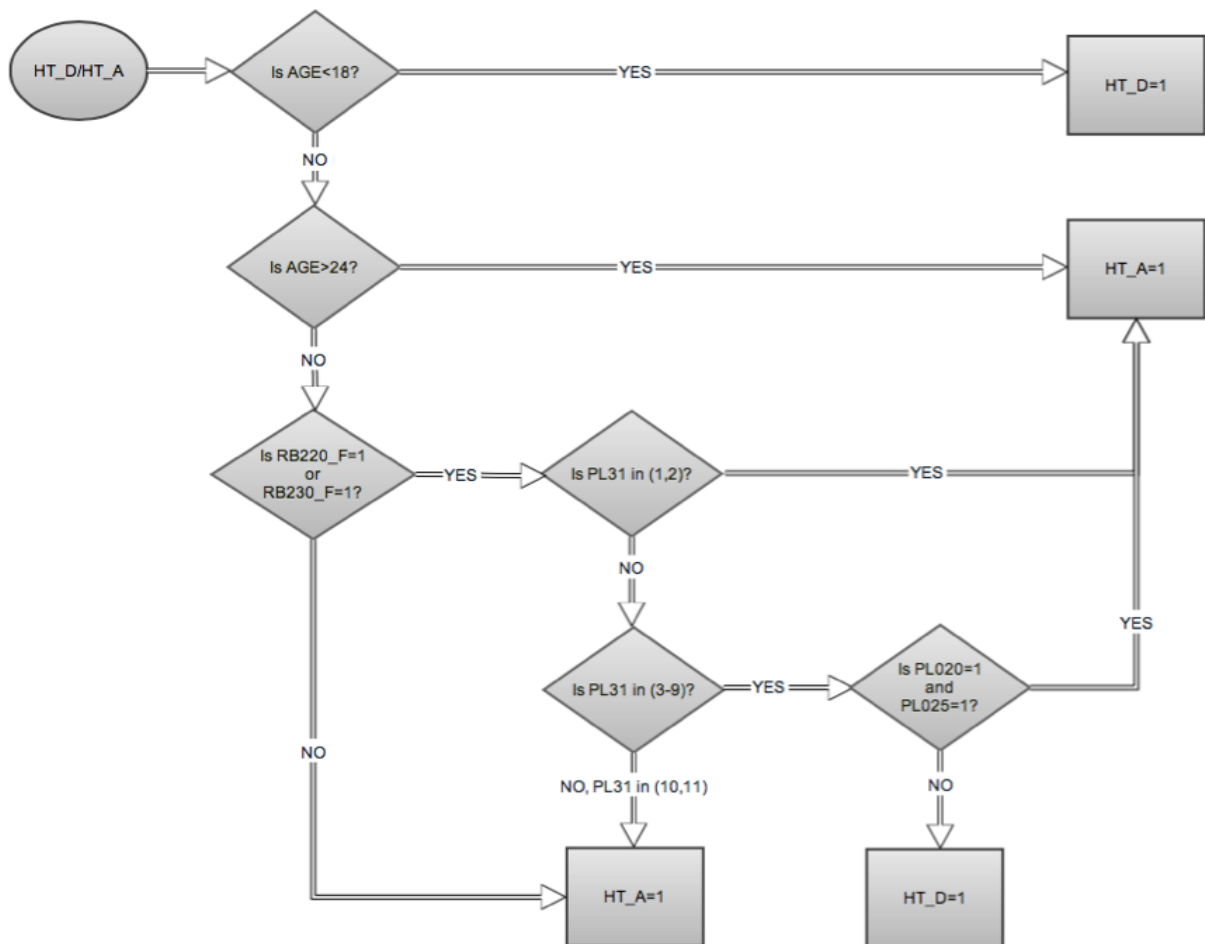 HT_D/HT_A
Is AGE<18?
YES
HT_D=1
NO
Is AGE>24?
YES
HT_A=1
NO
Is RB220_F=1
or
RB230_F=1?
YES
Is PL31 in (1,2)?
YES
NO
YES
Is PL31 in (3-9)?
YES
Is PL020=1
and
PL025=1?
NO
NO, PL31 in (10,11)
NO
HT_A=1
HT_D=1